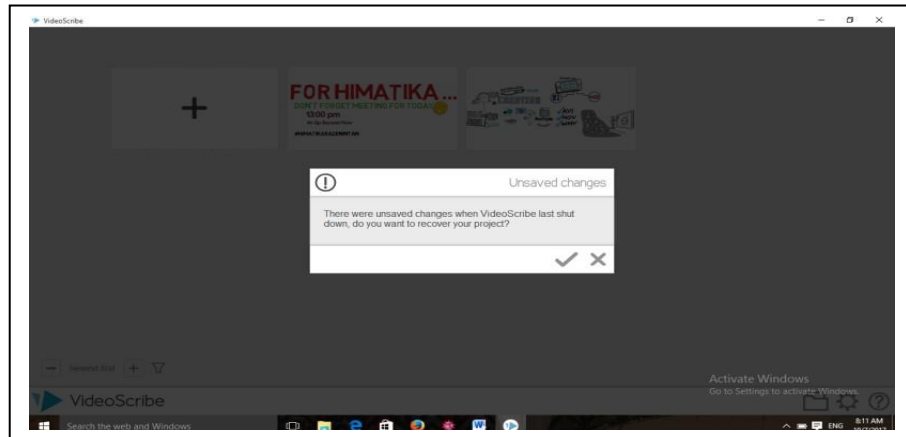 VideoScribe
FOR HIMATIKA ...
DON'T FORGET MEETING FOR TODAY
13:00 pm
Unsaved changes
There were unsaved changes when VideoScribe last shut
down, do you want to recover your project?
Newest first
Activate Windows
Go to Settings to activate Windows.
VideoScribe
Search the web and Windows
ENG
8:11 AM